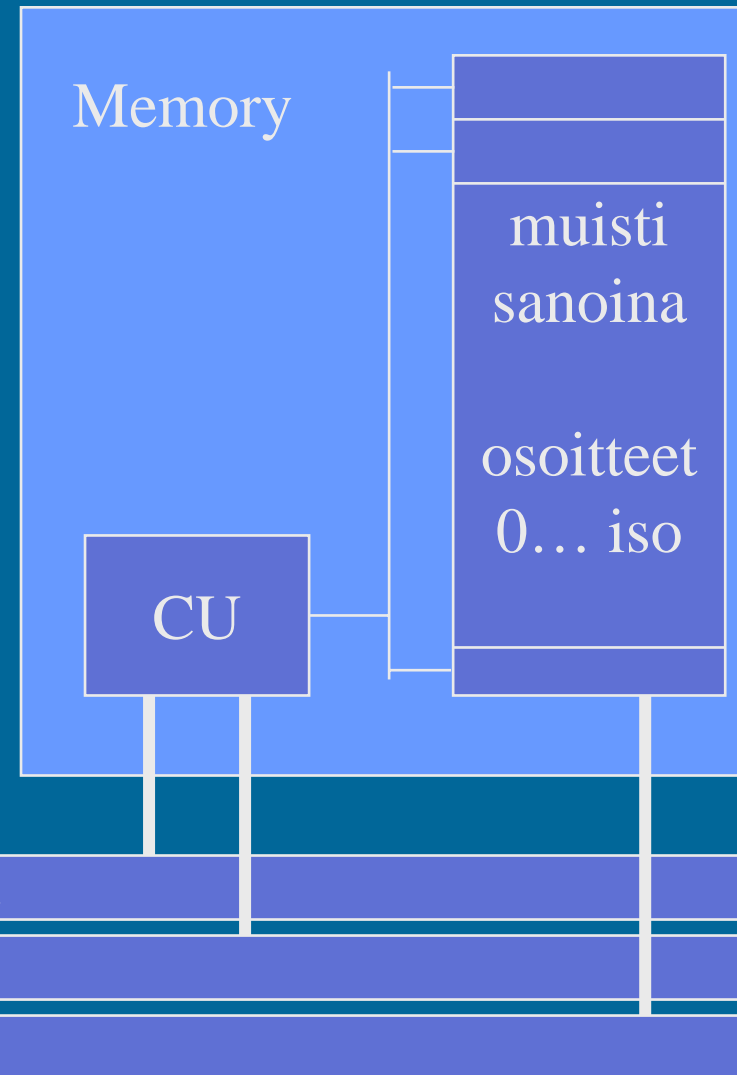 Memory
muisti
sanoina
osoitteet
0… iso
CU